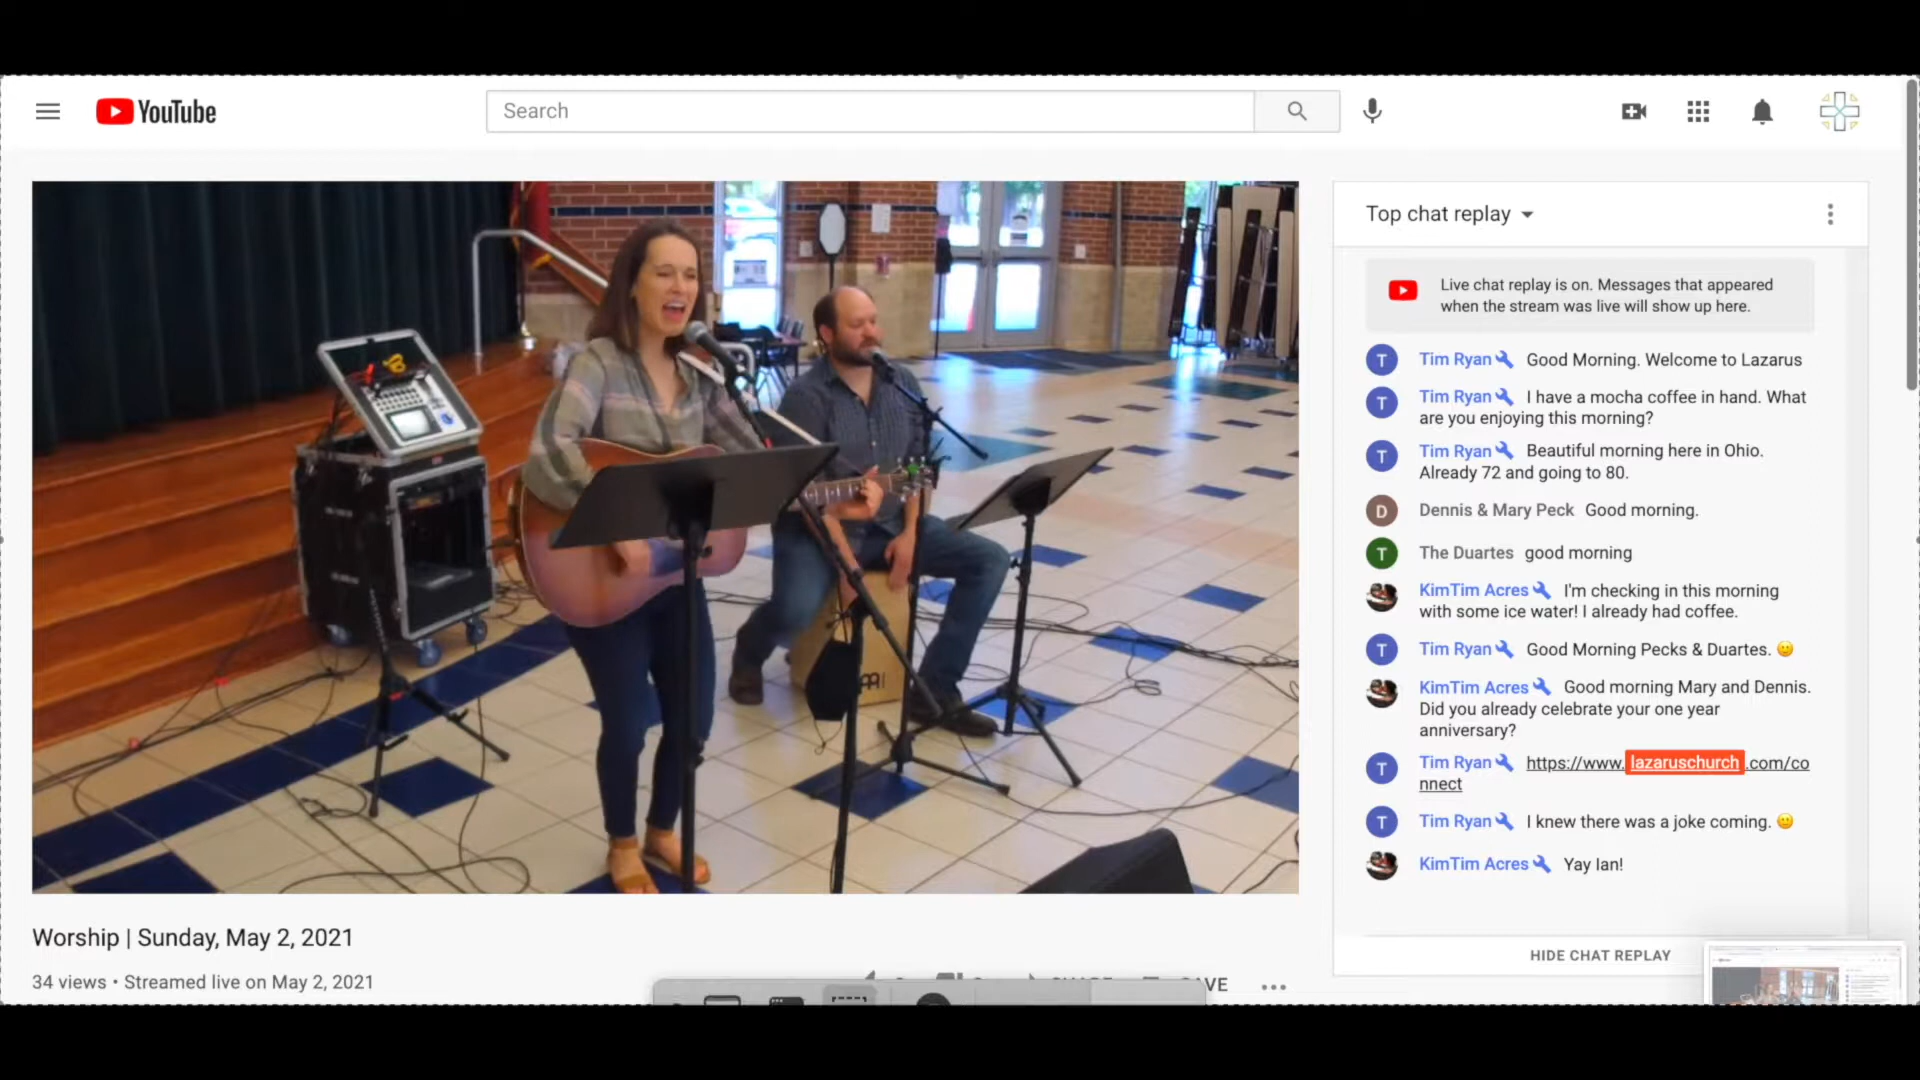 YouTube
Search
Top chat replay
Live chat replay is on. Messages that appeared
when the stream was live will show up here.
T Tim Ryan Good Morning. Welcome to Lazarus
T Tim Ryan I have a mocha coffee in hand. What
are you enjoying this morning?
T Tim Ryan Beautiful morning here in Ohio.
Already 72 and going to 80.
D Dennis & Mary Peck Good morning.
T The Duartes good morning
KimTim Acres I'm checking in this morning
with some ice water! I already had coffee.
T Tim Ryan Good Morning Pecks & Duartes. 🙂
KimTim Acres Good morning Mary and Dennis.
Did you already celebrate your one year
anniversary?
T Tim Ryan https://www.lazaruschurch.com/co
nnect
T Tim Ryan I knew there was a joke coming. 🙂
KimTim Acres Yay Ian!
HIDE CHAT REPLAY
Worship | Sunday, May 2, 2021
34 views • Streamed live on May 2, 2021